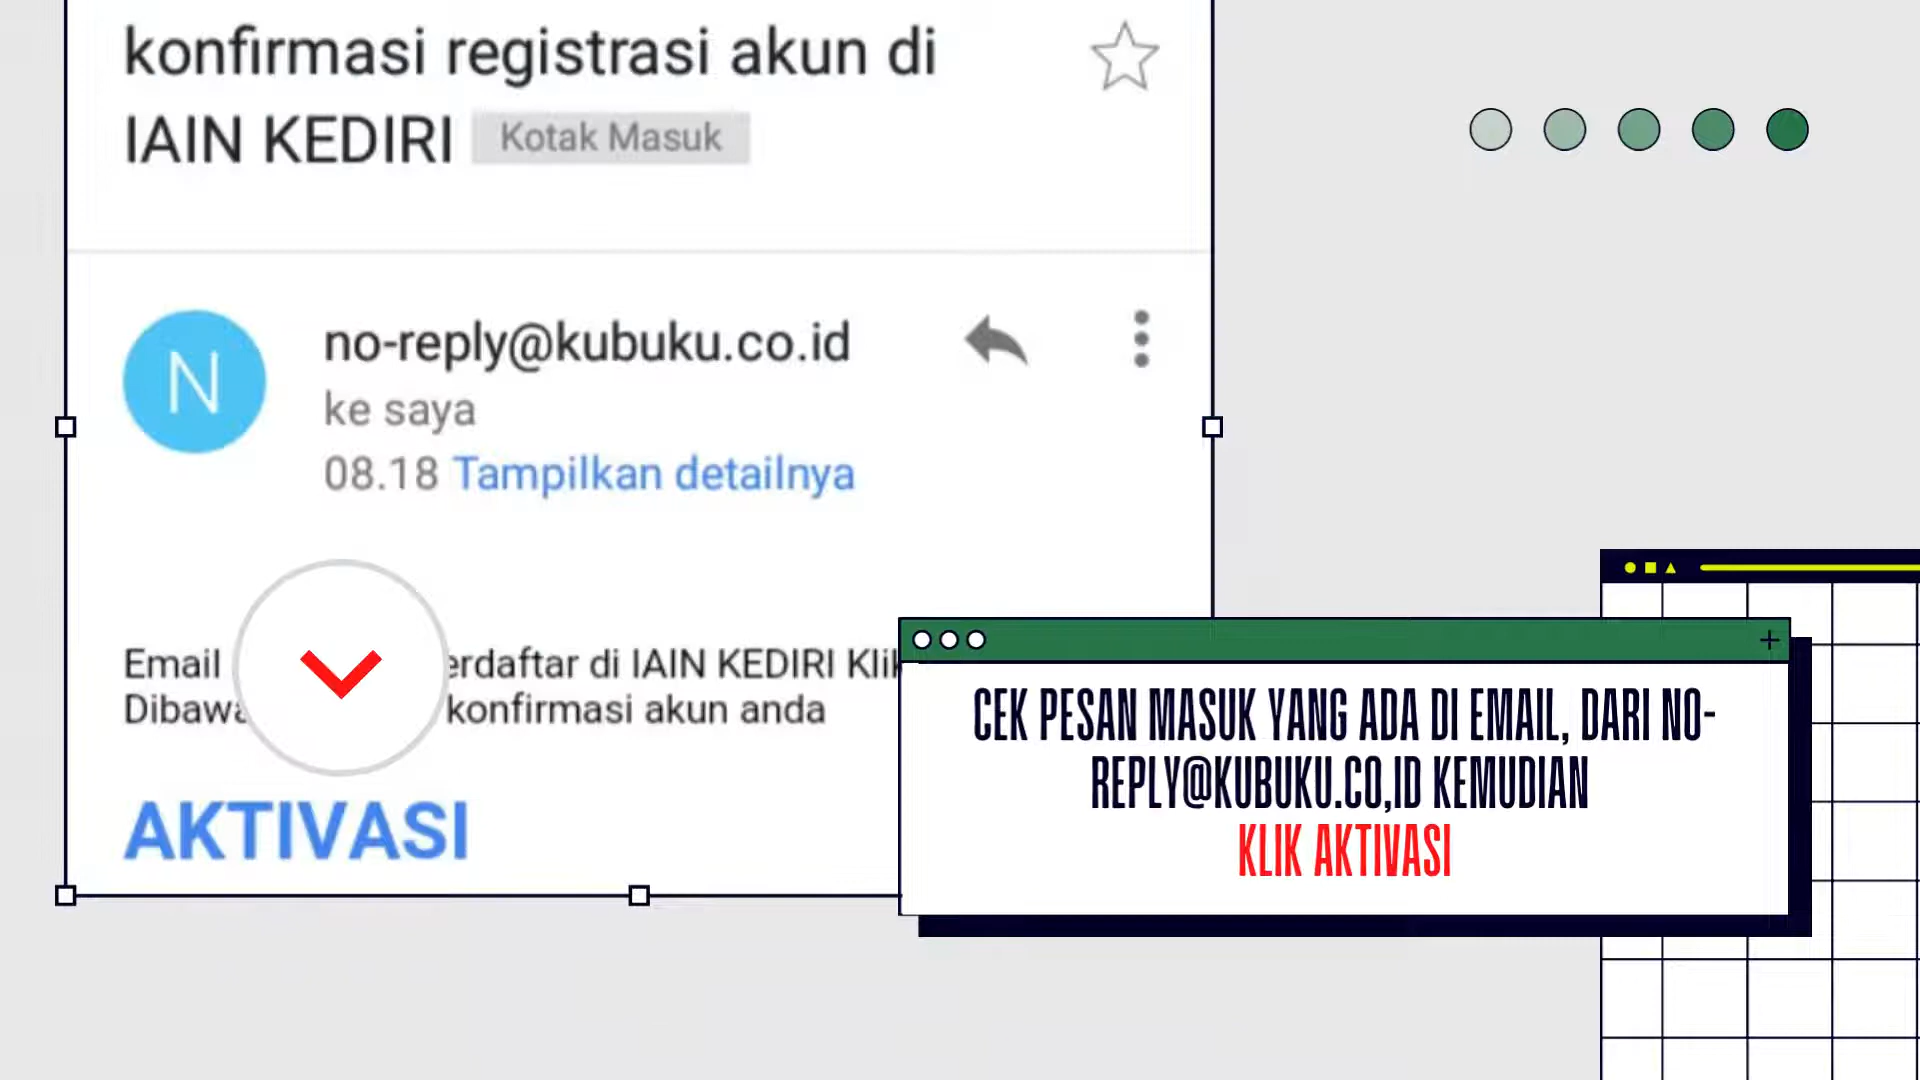 konfirmasi registrasi akun di
IAIN KEDIRI Kotak Masuk
N
no-reply@kubuku.co.id
ke saya
08.18 Tampilkan detailnya
Email erdaftar di IAIN KEDIRI Klik
Dibawa konfirmasi akun anda
AKTIVASI
CEK PESAN MASUK YANG ADA DI EMAIL, DARI NO-
REPLY@KUBUKU.CO,ID KEMUDIAN
KLIK AKTIVASI